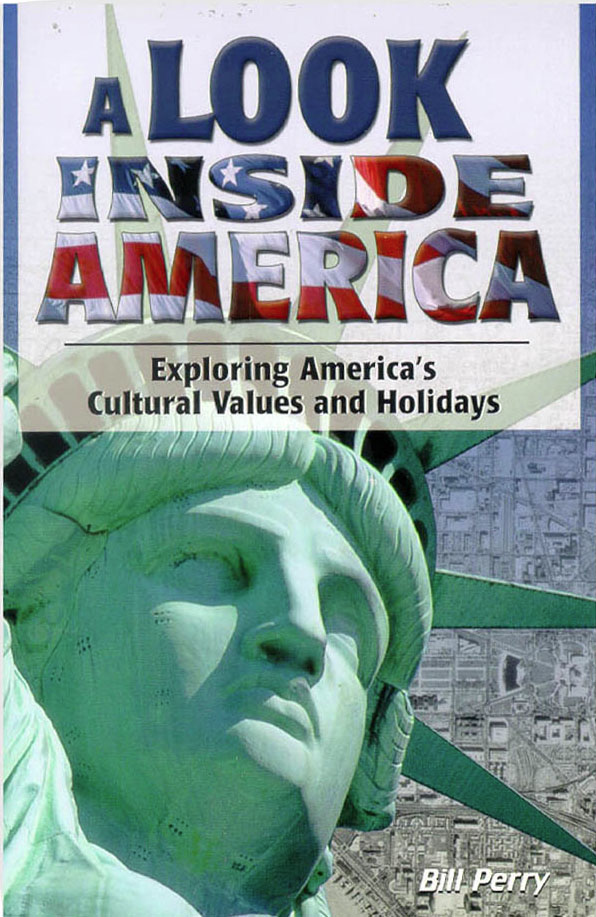 A LOOK
INSIDE
AMERICA
Exploring America's
Cultural Values and Holidays
Bill Perry